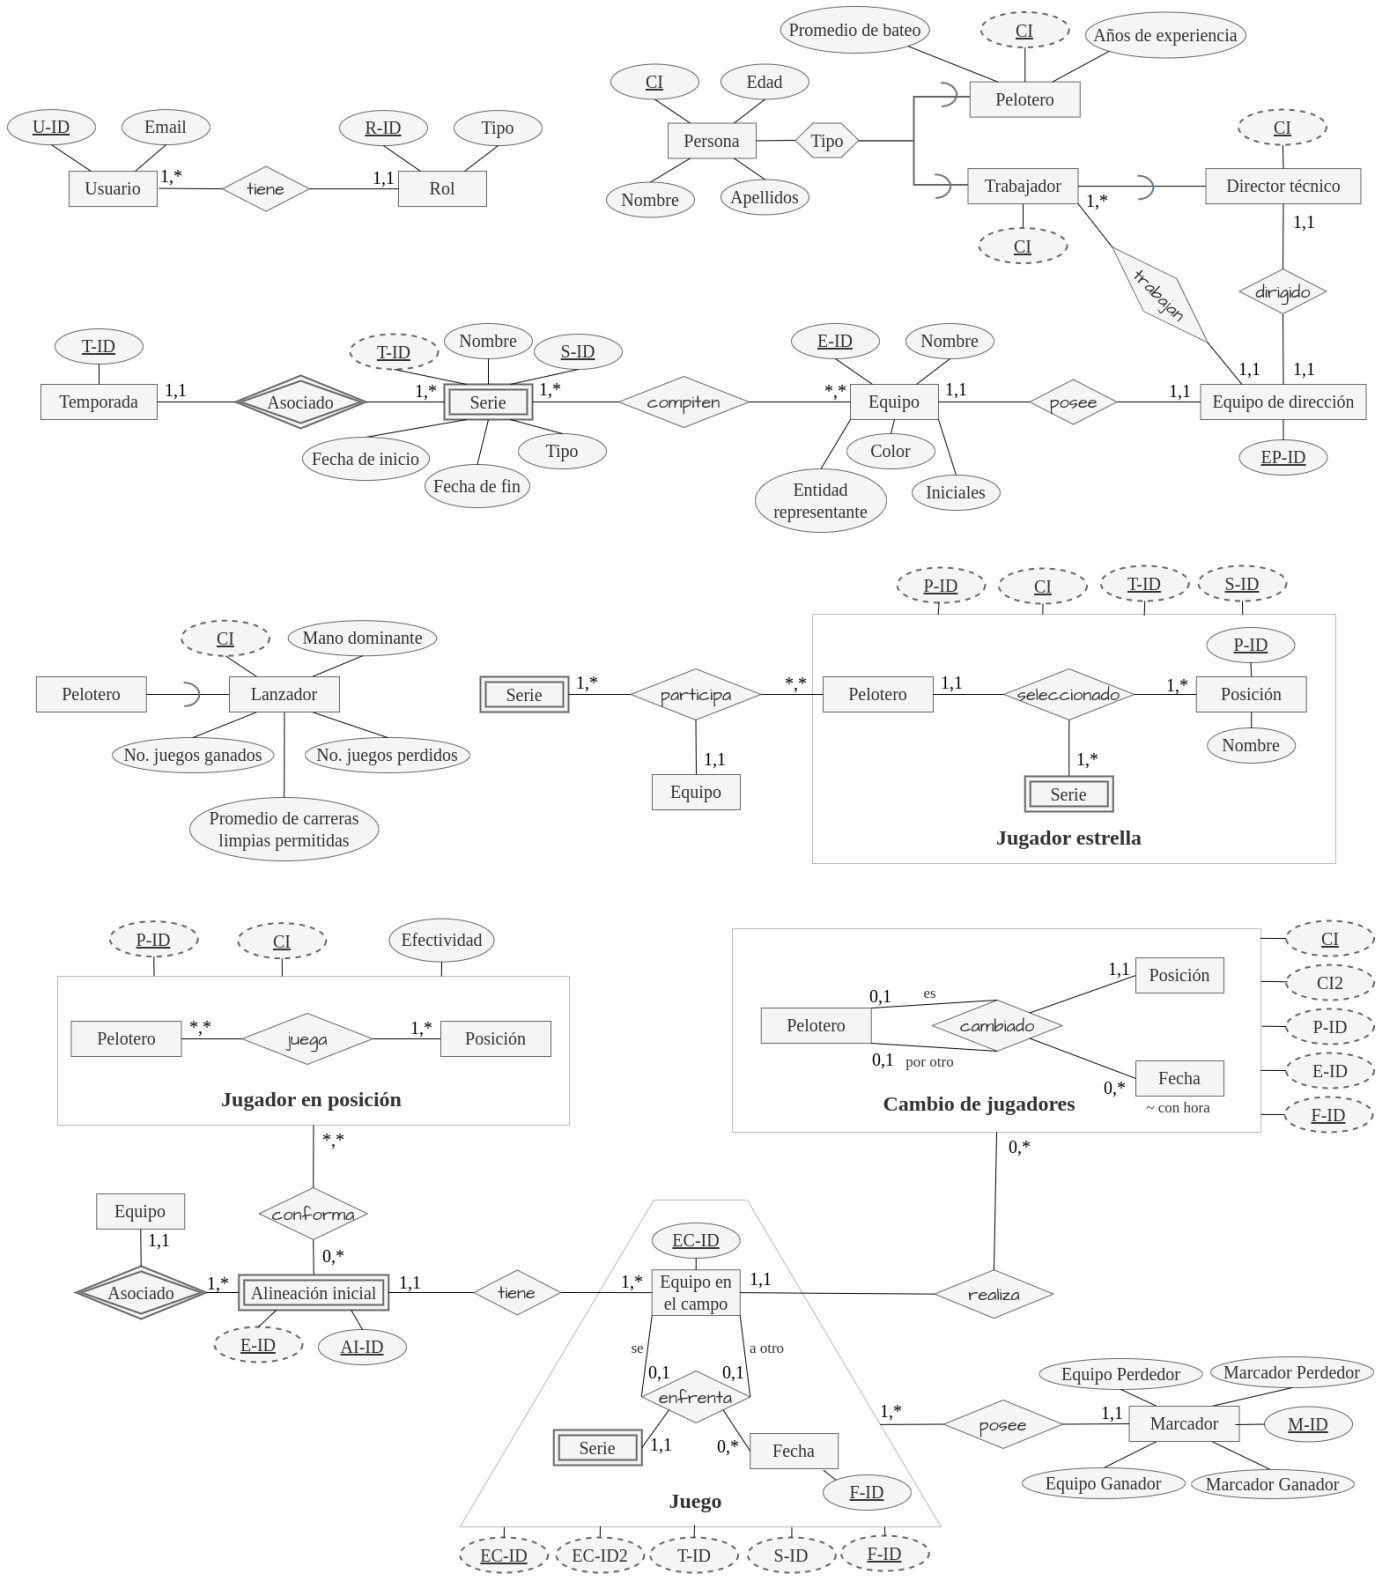 Promedio de bateo
CI
Años de experiencia
CI
Edad
Pelotero
U-ID
Email
R-ID
Tipo
CI
Persona
Tipo
Usuario
1,*
tiene
1,1
Rol
Nombre
Apellidos
Trabajador
1,*
Director técnico
1,1
CI
trabajan
dirigido
T-ID
T-ID
Nombre
S-ID
E-ID
Nombre
1,1
1,1
Temporada
1,1
Asociado
1,*
Serie
1,*
compiten
*,*
Equipo
1,1
posee
1,1
Equipo de dirección
Fecha de inicio
Fecha de fin
Tipo
Color
EP-ID
Entidad
representante
Iniciales
P-ID
CI
T-ID
S-ID
CI
Mano dominante
P-ID
Pelotero
Lanzador
Serie
1,*
participa
*,*
Pelotero
1,1
seleccionado
1,*
Posición
No. juegos ganados
No. juegos perdidos
1,1
Nombre
1,*
Equipo
Serie
Promedio de carreras
limpias permitidas
Jugador estrella
P-ID
CI
Efectividad
CI
Posición
1,1
CI2
0,1
es
Pelotero
*,*
juega
1,*
Posición
Pelotero
cambiado
P-ID
0,1
por otro
Fecha
0,*
~ con hora
E-ID
Jugador en posición
Cambio de jugadores
F-ID
*,*
0,*
Equipo
conforma
1,1
0,*
EC-ID
Asociado
1,*
Alineación inicial
1,1
tiene
1,*
Equipo en
el campo
1,1
realiza
E-ID
AI-ID
se
a otro
0,1
0,1
enfrenta
Equipo Perdedor
Marcador Perdedor
Serie
1,1
0,*
Fecha
1,*
posee
1,1
Marcador
M-ID
F-ID
Equipo Ganador
Marcador Ganador
Juego
EC-ID
EC-ID2
T-ID
S-ID
F-ID